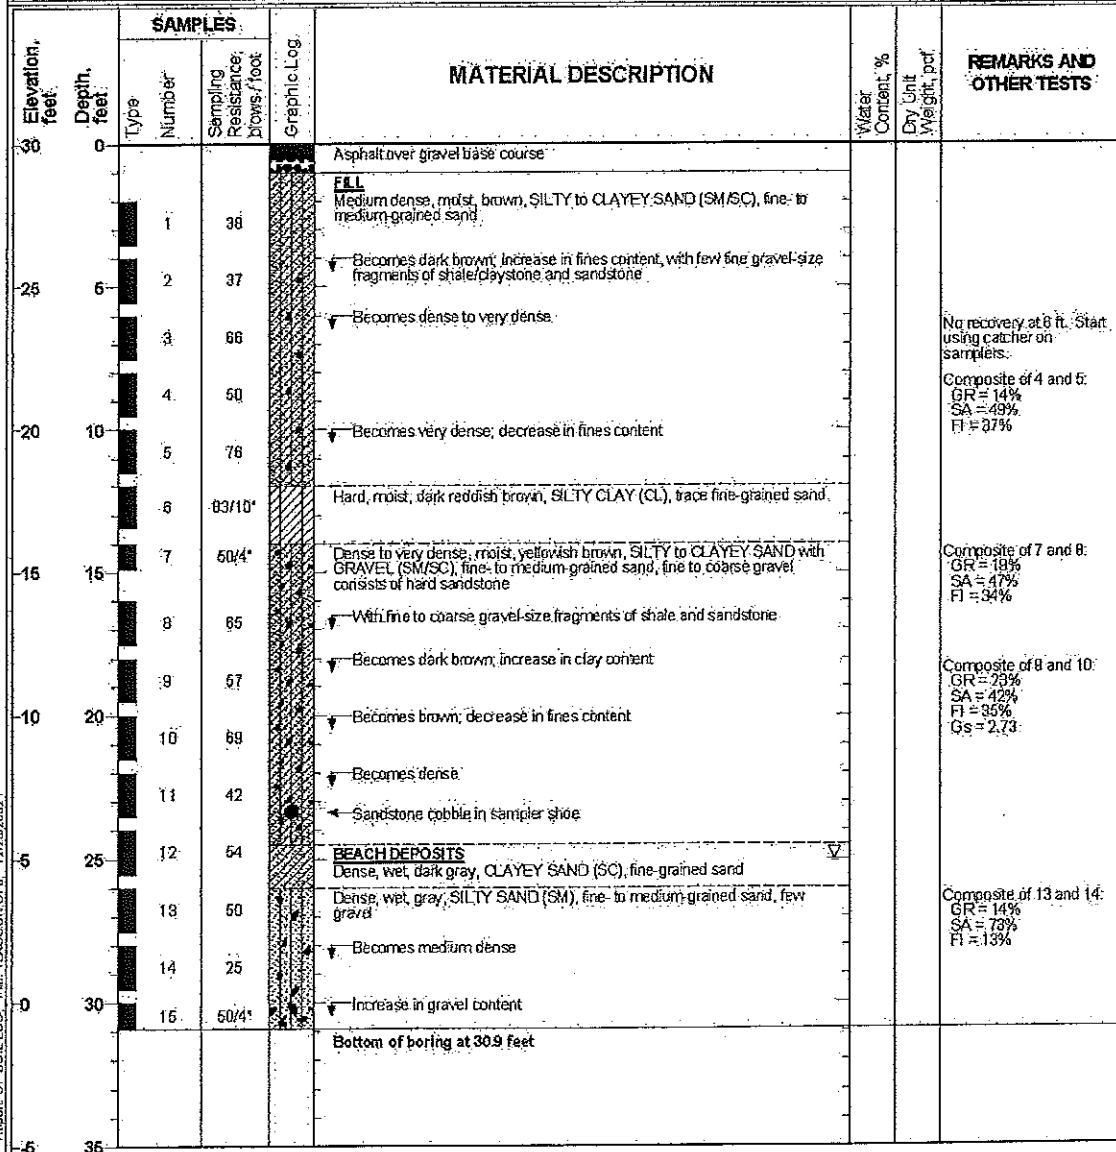 SAMPLES
Elevation, feet
Depth, feet
Type
Number
Sampling Resistance, blows / foot
Graphic Log
MATERIAL DESCRIPTION
Water Content, %
Dry Unit Weight, pcf
REMARKS AND
OTHER TESTS
30 0
Asphalt over gravel base course
FILL
Medium dense, moist, brown, SILTY to CLAYEY SAND (SM/SC), fine- to
medium-grained sand
1 38
Becomes dark brown; increase in fines content, with few fine gravel-size
fragments of shale/claystone and sandstone
2 37
25 5
Becomes dense to very dense
3 66
No recovery at 6 ft. Start
using catcher on
samplers.
4 50
Composite of 4 and 5:
GR = 14%
SA = 49%
FI = 37%
20 10
Becomes very dense; decrease in fines content
5 76
Hard, moist, dark reddish brown, SILTY CLAY (CL), trace fine-grained sand
6 83/10"
7 50/4"
Dense to very dense, moist, yellowish brown, SILTY to CLAYEY SAND with
GRAVEL (SM/SC), fine- to medium-grained sand, fine to coarse gravel
consists of hard sandstone
Composite of 7 and 8:
GR = 19%
SA = 47%
FI = 34%
15 15
With fine to coarse gravel-size fragments of shale and sandstone
8 65
Becomes dark brown; increase in clay content
9 67
Composite of 9 and 10:
GR = 23%
SA = 42%
FI = 35%
Gs = 2.73
10 20
Becomes brown; decrease in fines content
10 69
Becomes dense
11 42
Sandstone cobble in sampler shoe
12 54
5 25
BEACH DEPOSITS
Dense, wet, dark gray, CLAYEY SAND (SC), fine-grained sand
Dense, wet, gray, SILTY SAND (SM), fine- to medium-grained sand, few
gravel
13 50
Composite of 13 and 14:
GR = 14%
SA = 73%
FI = 13%
Becomes medium dense
14 25
0 30
Increase in gravel content
15 50/4"
Bottom of boring at 30.9 feet
-5 35